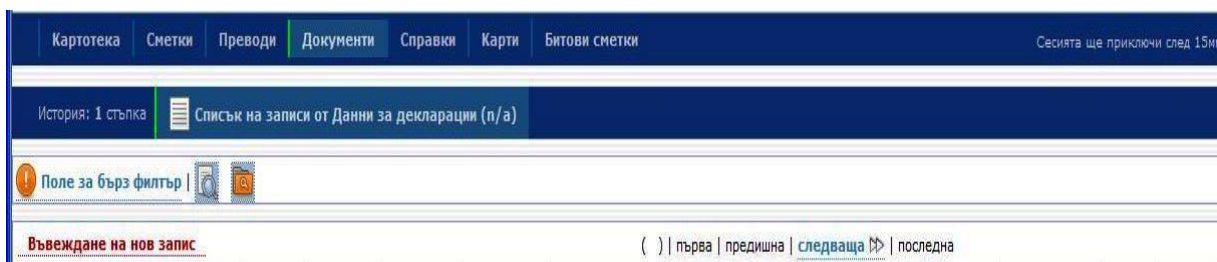 Картотека Сметки Преводи Документи Справки Карти Битови сметки Сесията ще приключи след 15м
История: 1 стъпка Списък на записи от Данни за декларации (n/a)
Поле за бърз филтър |
Въвеждане на нов запис ( ) | първа | предишна | следваща | последна